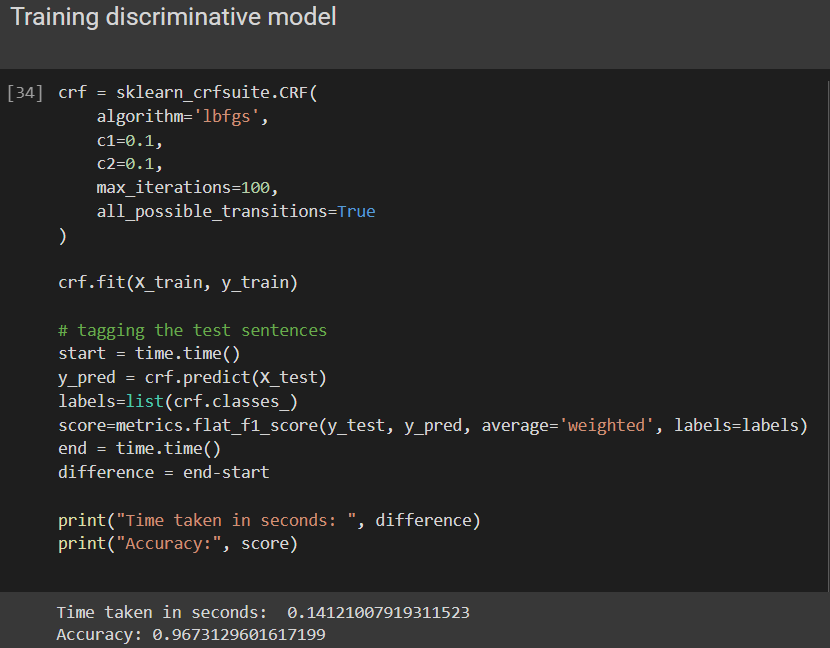 Training discriminative model
[34] crf = sklearn_crfsuite.CRF(
algorithm='lbfgs',
c1=0.1,
c2=0.1,
max_iterations=100,
all_possible_transitions=True
)
crf.fit(X_train, y_train)
# tagging the test sentences
start = time.time()
y_pred = crf.predict(X_test)
labels=list(crf.classes_)
score=metrics.flat_f1_score(y_test, y_pred, average='weighted', labels=labels)
end = time.time()
difference = end-start
print("Time taken in seconds: ", difference)
print("Accuracy:", score)
Time taken in seconds:  0.14121007919311523
Accuracy: 0.9673129601617199